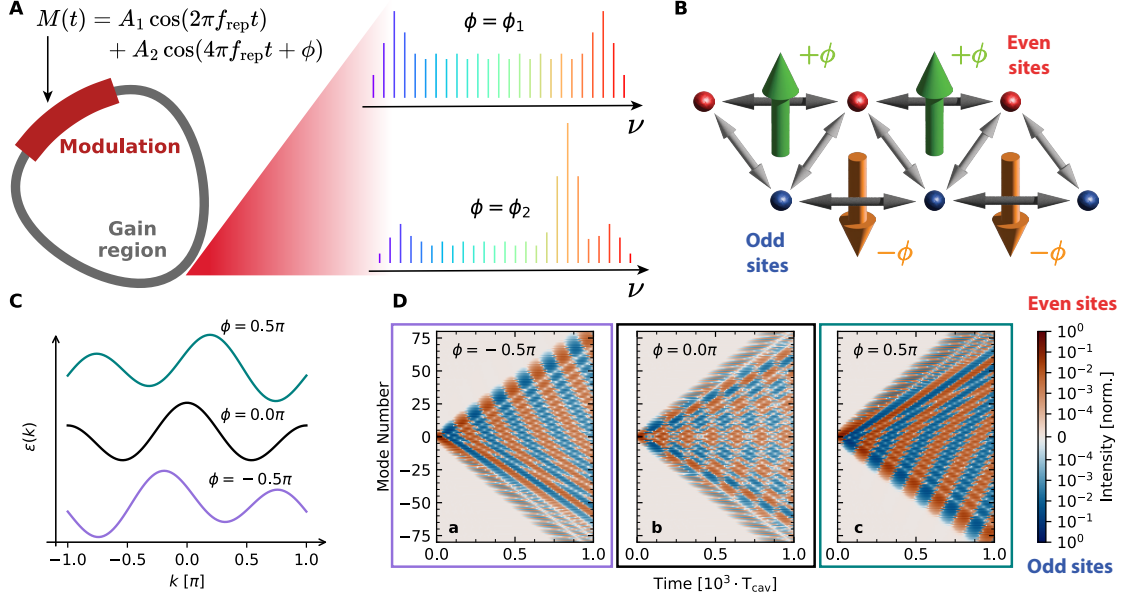 A
M(t) = A₁ cos(2πf_rep t)
+ A₂ cos(4πf_rep t + ϕ)
Modulation
Gain
region
ϕ = ϕ₁
ν
ϕ = ϕ₂
ν
B
+ϕ
+ϕ
Even
sites
Odd
sites
−ϕ
−ϕ
C
ϕ = 0.5π
ϕ = 0.0π
ϕ = − 0.5π
ε(k)
−1.0 −0.5 0.0 0.5 1.0
k [π]
D
Mode Number
75
50
25
0
−25
−50
−75
ϕ = − 0.5π
a
0.0 0.5 1.0
ϕ = 0.0π
b
0.0 0.5 1.0
ϕ = 0.5π
c
0.0 0.5 1.0
Time [10³ · T_cav]
Even sites
10⁰
10⁻¹
10⁻²
10⁻³
10⁻⁴
0
10⁻⁴
10⁻³
10⁻²
10⁻¹
10⁰
Intensity [norm.]
Odd sites